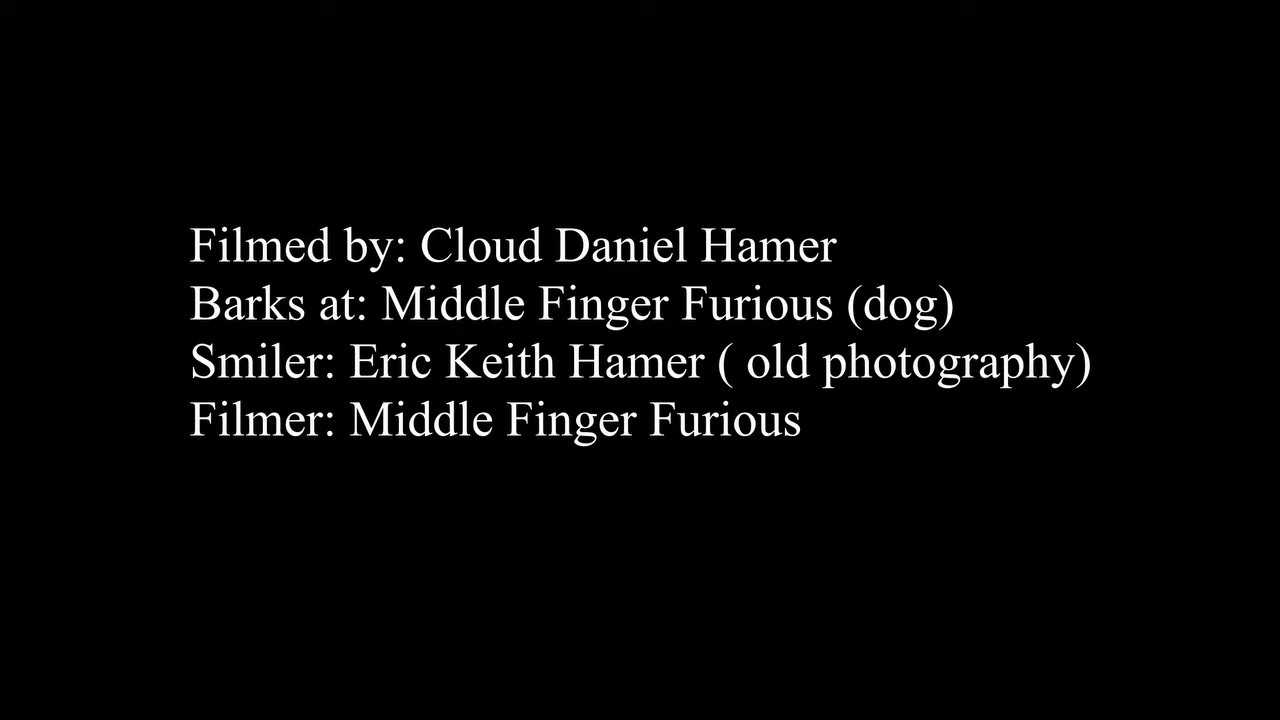 Filmed by: Cloud Daniel Hamer
Barks at: Middle Finger Furious (dog)
Smiler: Eric Keith Hamer ( old photography)
Filmer: Middle Finger Furious